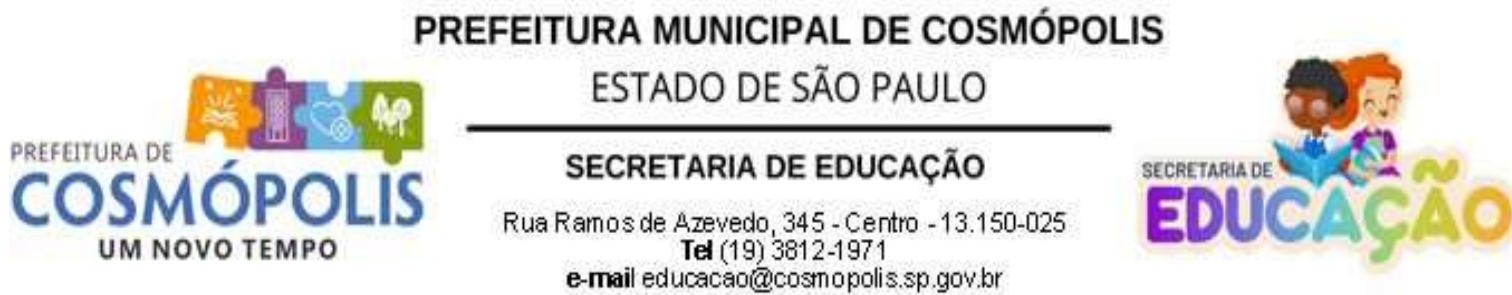 PREFEITURA MUNICIPAL DE COSMÓPOLIS
ESTADO DE SÃO PAULO
SECRETARIA DE EDUCAÇÃO
Rua Ramos de Azevedo, 345 - Centro - 13.150-025
Tel (19) 3812-1971
e-mail educacao@cosmopolis.sp.gov.br
PREFEITURA DE
COSMÓPOLIS
UM NOVO TEMPO
SECRETARIA DE
EDUCAÇÃO